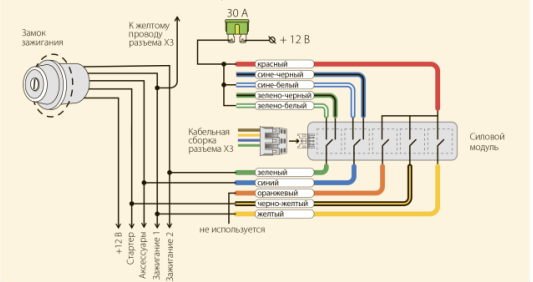 30 А
К желтому
проводу
разъема Х3
Замок
зажигания
+ 12 В
красный
сине-черный
сине-белый
зелено-черный
зелено-белый
Кабельная
сборка
разъема Х3
Силовой
модуль
зеленый
синий
оранжевый
черно-желтый
желтый
не используется
+12 В
Стартер
Аксессуары
Зажигание 1
Зажигание 2